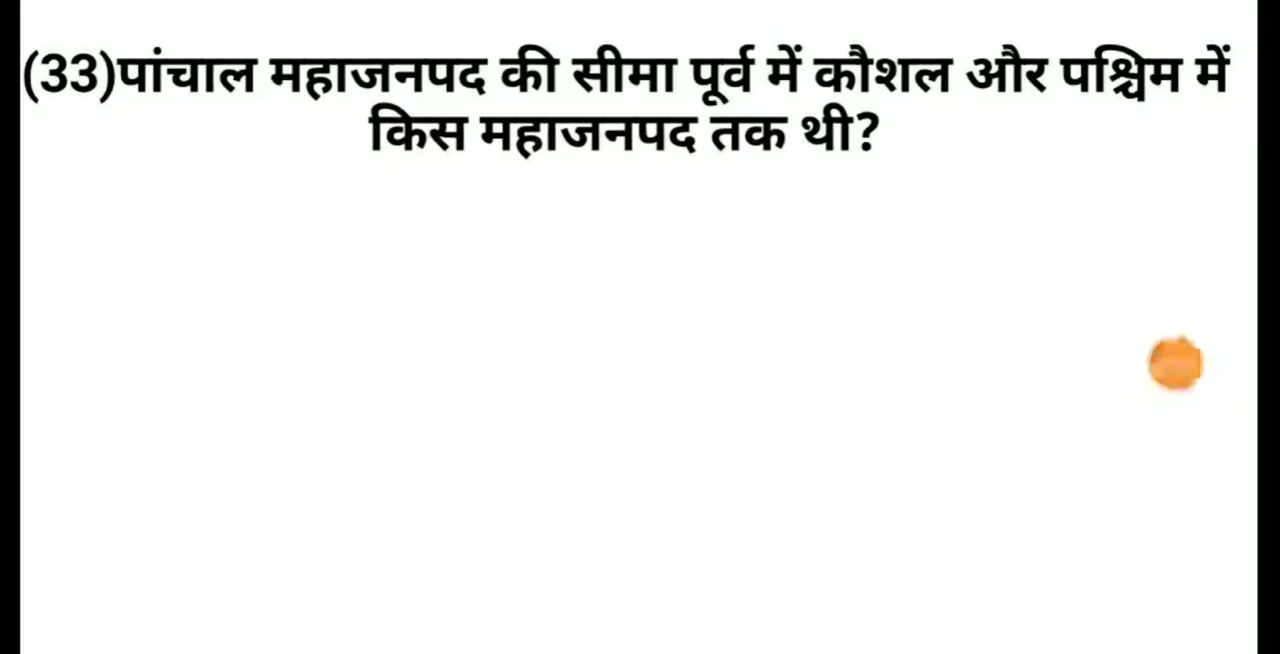 (33)पांचाल महाजनपद की सीमा पूर्व में कौशल और पश्चिम में
किस महाजनपद तक थी?